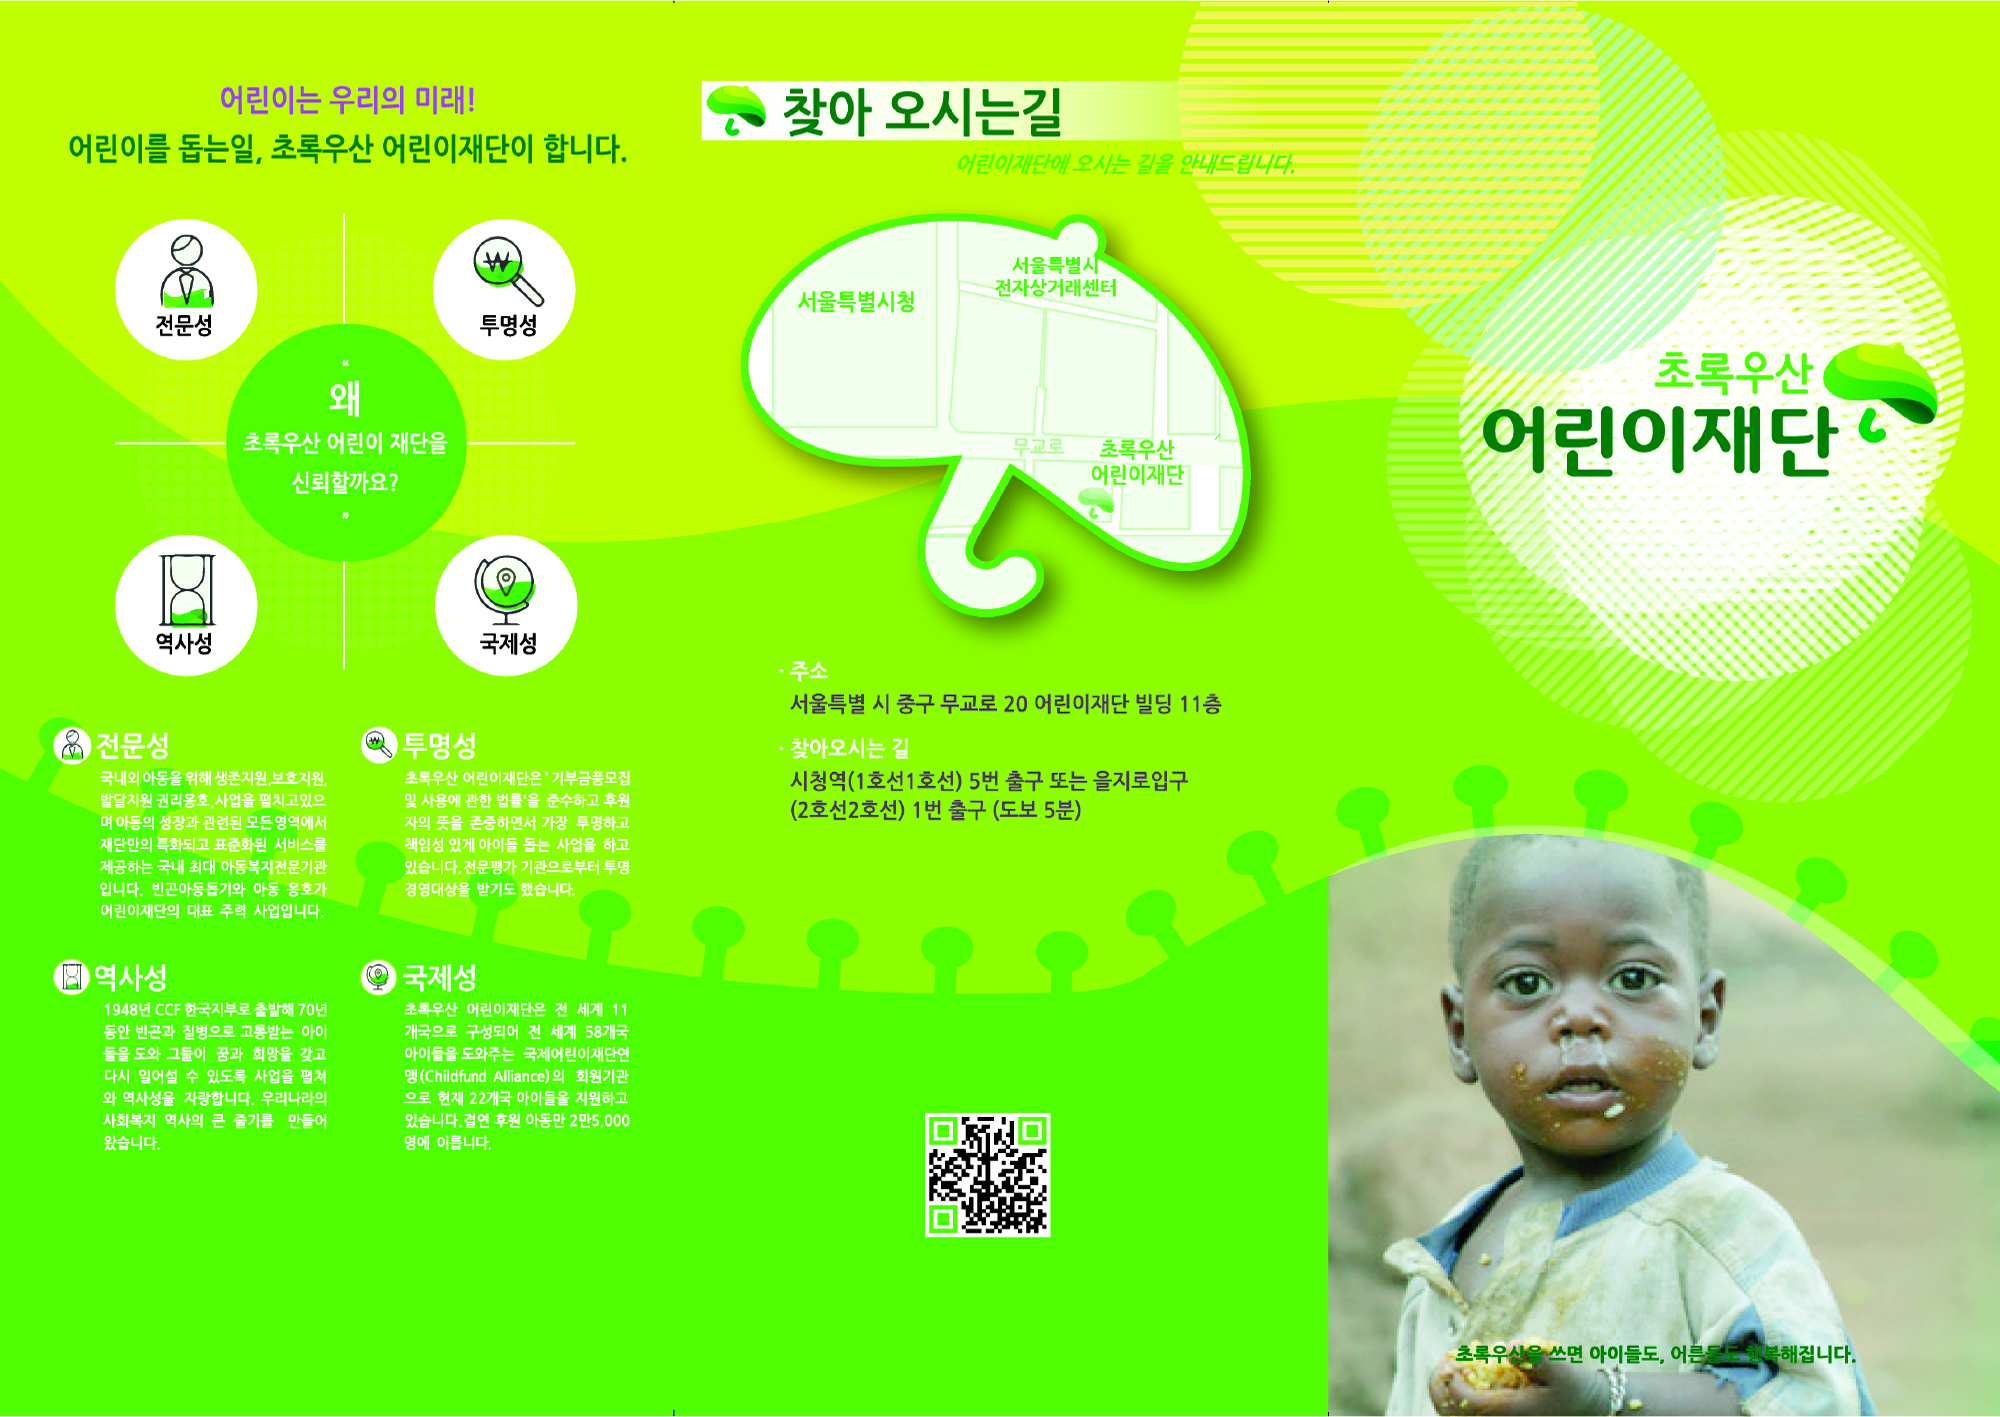 어린이는 우리의 미래!
어린이를 돕는일, 초록우산 어린이재단이 합니다.
전문성
투명성
“
왜
초록우산 어린이 재단을
신뢰할까요?
”
역사성
국제성
전문성
국내외 아동을 위해 생존지원,보호지원,
발달지원 권리옹호,사업을 펼치고있으
며 아동의 성장과 관련된 모든 영역에서
재단만의 특화되고 표준화된 서비스를
제공하는 국내 최대 아동복지전문기관
입니다. 빈곤아동돕기와 아동 옹호가
어린이재단의 대표 주력 사업입니다.
투명성
초록우산 어린이재단은 ' 기부금품모집
및 사용에 관한 법률'을 준수하고 후원
자의 뜻을 존중하면서 가장 투명하고
책임성 있게 아이들 돕는 사업을 하고
있습니다. 전문평가 기관으로부터 투명
경영대상을 받기도 했습니다.
역사성
1948년 CCF 한국지부로 출발해 70년
동안 빈곤과 질병으로 고통받는 아이
들을 도와 그들이 꿈과 희망을 갖고
다시 일어설 수 있도록 사업을 펼쳐
와 역사성을 자랑합니다. 우리나라의
사회복지 역사의 큰 줄기를 만들어
왔습니다.
국제성
초록우산 어린이재단은 전 세계 11
개국으로 구성되어 전 세계 58개국
아이들을 도와주는 국제어린이재단연
맹(Childfund Alliance)의 회원기관
으로 현재 22개국 아이들을 지원하고
있습니다. 결연 후원 아동만 2만5,000
명에 이릅니다.
찾아 오시는길
어린이재단에 오시는 길을 안내드립니다.
서울특별시청
서울특별시
전자상거래센터
무교로
초록우산
어린이재단
· 주소
서울특별 시 중구 무교로 20 어린이재단 빌딩 11층
· 찾아오시는 길
시청역(1호선1호선) 5번 출구 또는 을지로입구
(2호선2호선) 1번 출구 (도보 5분)
초록우산
어린이재단
초록우산을 쓰면 아이들도, 어른들도 행복해집니다.